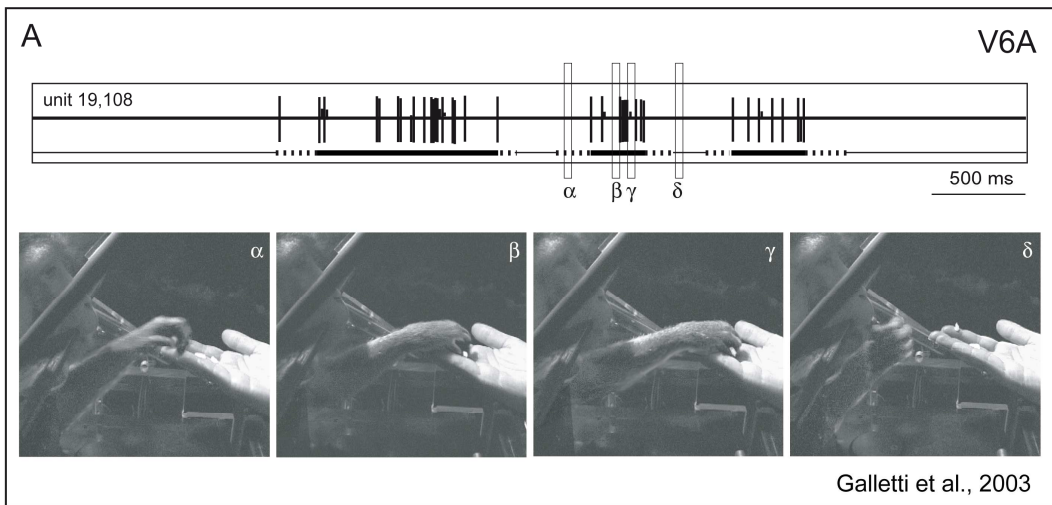 A
V6A
unit 19,108
500 ms
α β γ δ
α β γ δ
Galletti et al., 2003